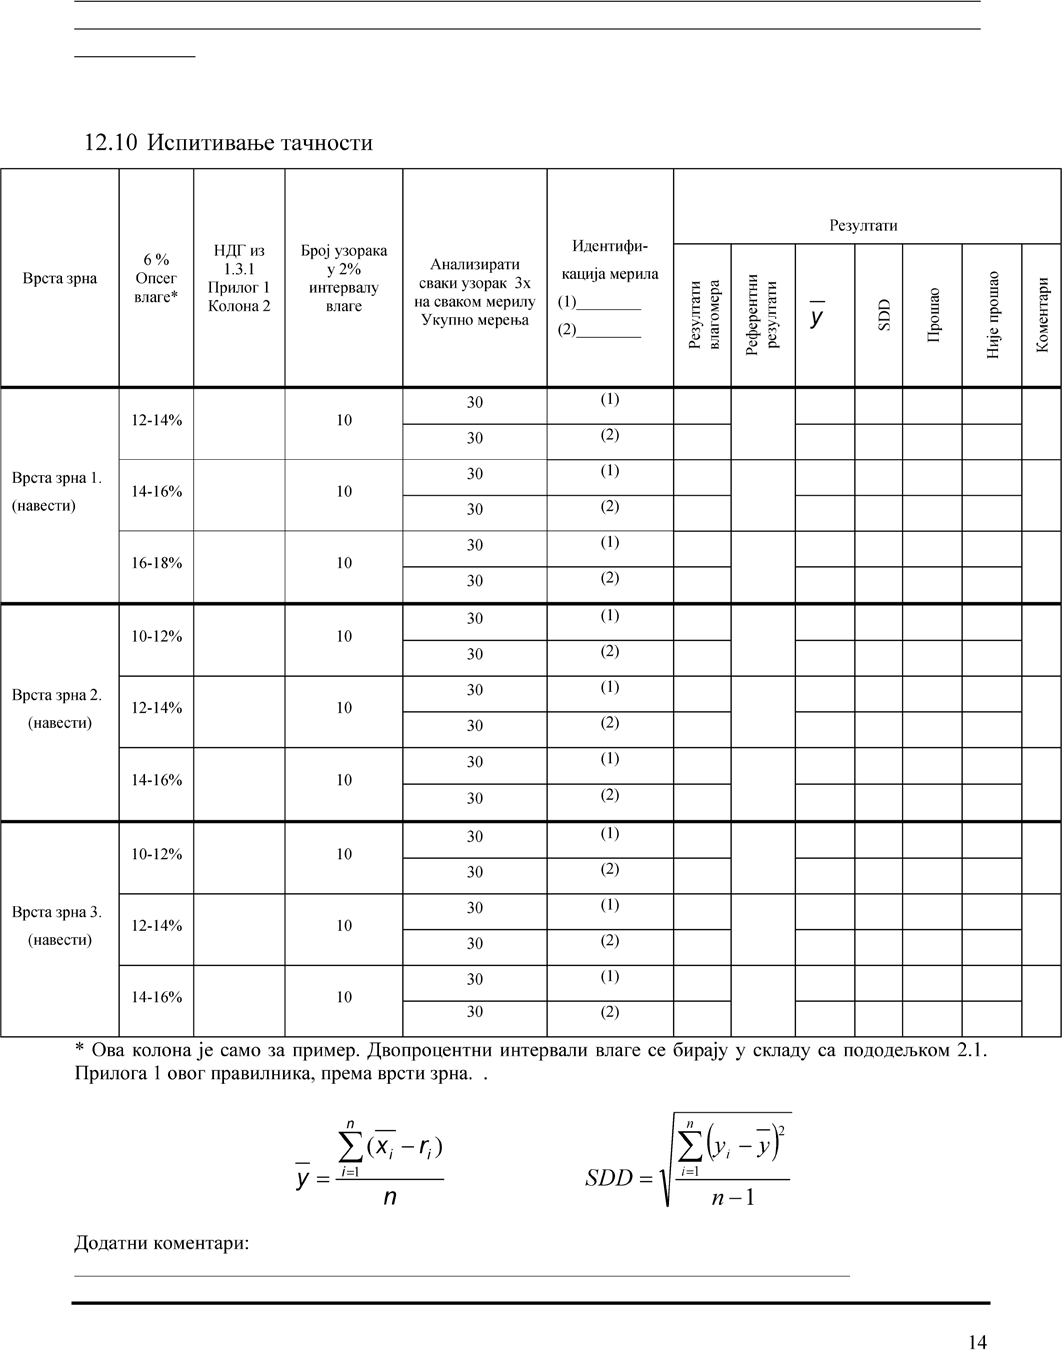 12.10 Испитивање тачности
Врста зрна
6 %
Опсег
влаге*
НДГ из
1.3.1
Прилог 1
Колона 2
Број узорака
у 2%
интервалу
влаге
Анализирати
сваки узорак 3x
на сваком мерилу
Укупно мерења
Идентифи-
кација мерила
(1)________
(2)________
Резултати
Резултати
влагомера
Референтни
резултати
y̅
SDD
Прошао
Није прошао
Коментари
Врста зрна 1.
(навести)
12-14%
10
30
(1)
30
(2)
14-16%
10
30
(1)
30
(2)
16-18%
10
30
(1)
30
(2)
Врста зрна 2.
(навести)
10-12%
10
30
(1)
30
(2)
12-14%
10
30
(1)
30
(2)
14-16%
10
30
(1)
30
(2)
Врста зрна 3.
(навести)
10-12%
10
30
(1)
30
(2)
12-14%
10
30
(1)
30
(2)
14-16%
10
30
(1)
30
(2)
* Ова колона је само за пример. Двопроцентни интервали влаге се бирају у складу са пододељком 2.1.
Прилога 1 овог правилника, према врсти зрна. .
y̅ = ∑ᵢ₌₁ⁿ (x̅ᵢ − rᵢ) / n
SDD = √(∑ᵢ₌₁ⁿ (yᵢ − y̅)² / (n − 1))
Додатни коментари:
14